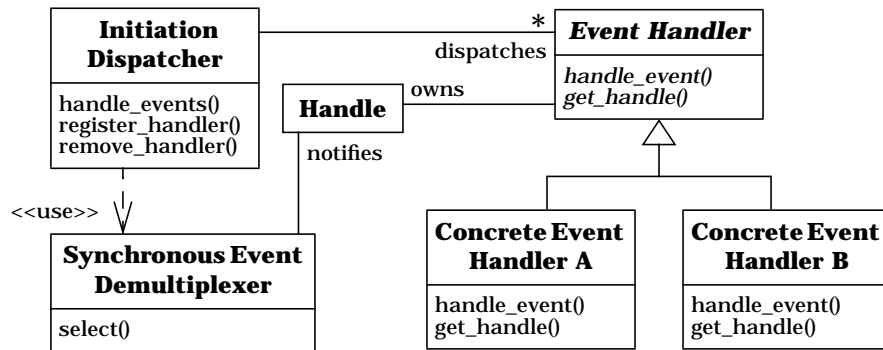 Initiation
Dispatcher
handle_events()
register_handler()
remove_handler()
*
dispatches
Event Handler
handle_event()
get_handle()
owns
Handle
notifies
<<use>>
Synchronous Event
Demultiplexer
select()
Concrete Event
Handler A
handle_event()
get_handle()
Concrete Event
Handler B
handle_event()
get_handle()